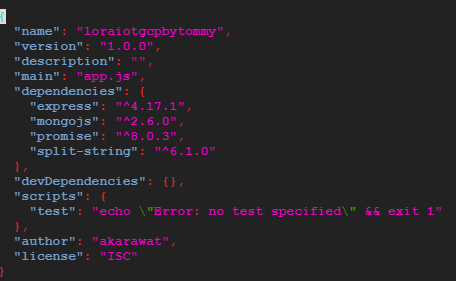 {
  "name": "loraiotgcpbytommy",
  "version": "1.0.0",
  "description": "",
  "main": "app.js",
  "dependencies": {
    "express": "^4.17.1",
    "mongojs": "^2.6.0",
    "promise": "^8.0.3",
    "split-string": "^6.1.0"
  },
  "devDependencies": {},
  "scripts": {
    "test": "echo \"Error: no test specified\" && exit 1"
  },
  "author": "akarawat",
  "license": "ISC"
}